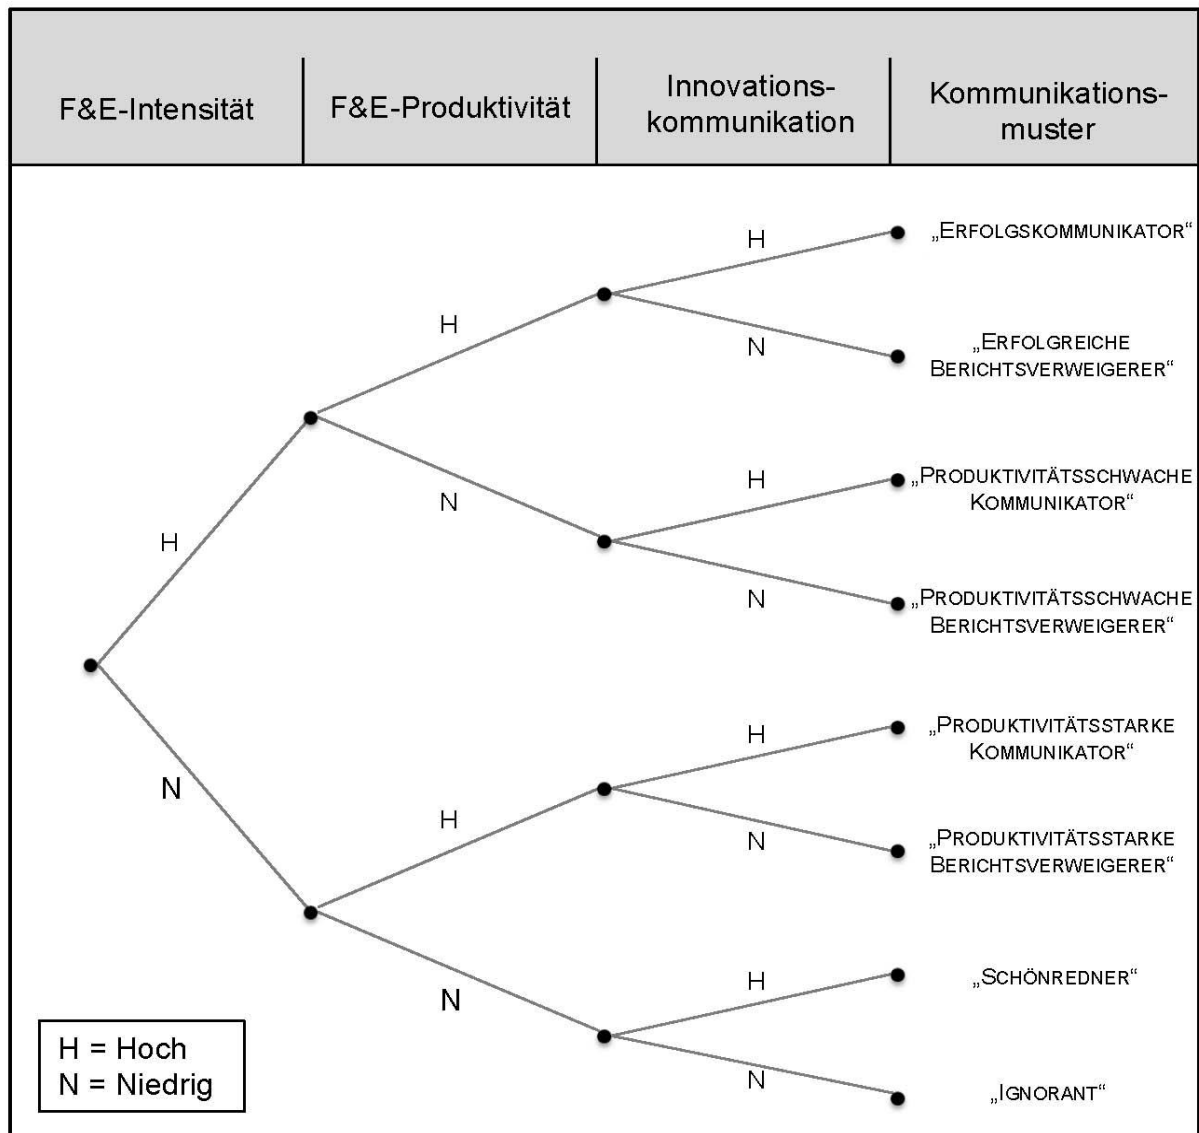 F&E-Intensität
F&E-Produktivität
Innovations-
kommunikation
Kommunikations-
muster
H
„ERFOLGSKOMMUNIKATOR“
H
N
„ERFOLGREICHE
BERICHTSVERWEIGERER“
H
„PRODUKTIVITÄTSSCHWACHE
KOMMUNIKATOR“
N
H
N
„PRODUKTIVITÄTSSCHWACHE
BERICHTSVERWEIGERER“
H
„PRODUKTIVITÄTSSTARKE
KOMMUNIKATOR“
N
H
N
„PRODUKTIVITÄTSSTARKE
BERICHTSVERWEIGERER“
H
„SCHÖNREDNER“
N
N
„IGNORANT“
H = Hoch
N = Niedrig